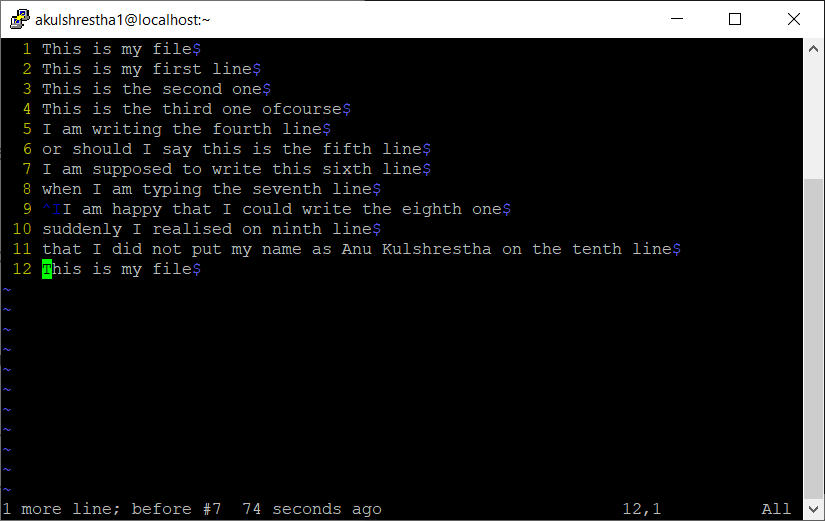 akulshrestha1@localhost:~
1 This is my file$
2 This is my first line$
3 This is the second one$
4 This is the third one ofcourse$
5 I am writing the fourth line$
6 or should I say this is the fifth line$
7 I am supposed to write this sixth line$
8 when I am typing the seventh line$
9 ^II am happy that I could write the eighth one$
10 suddenly I realised on ninth line$
11 that I did not put my name as Anu Kulshrestha on the tenth line$
12 This is my file$
~
~
~
~
~
~
~
~
~
~
~
1 more line; before #7  74 seconds ago 12,1 All